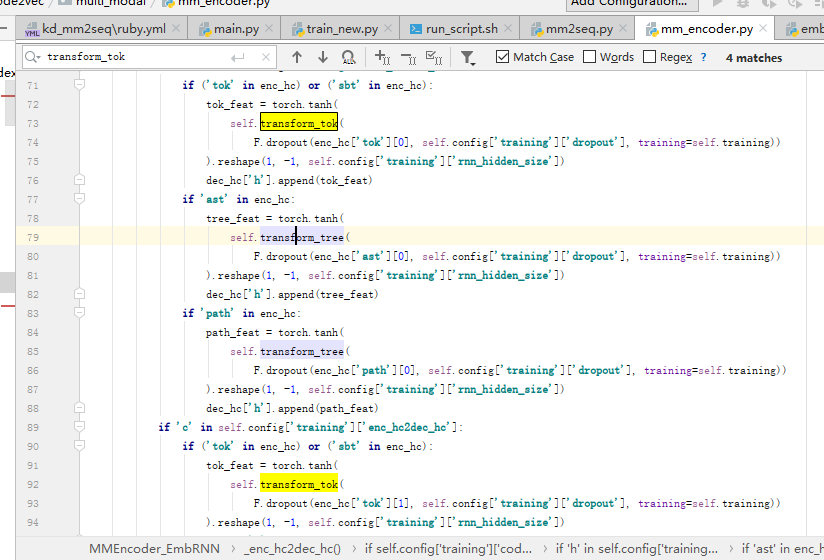 multi_modal mm_encoder.py Add Configuration...
kd_mm2seq\ruby.yml main.py train_new.py run_script.sh mm2seq.py mm_encoder.py
transform_tok Match Case Words Regex ? 4 matches
71 if ('tok' in enc_hc) or ('sbt' in enc_hc):
72 tok_feat = torch.tanh(
73 self.transform_tok(
74 F.dropout(enc_hc['tok'][0], self.config['training']['dropout'], training=self.training))
75 ).reshape(1, -1, self.config['training']['rnn_hidden_size'])
76 dec_hc['h'].append(tok_feat)
77 if 'ast' in enc_hc:
78 tree_feat = torch.tanh(
79 self.transform_tree(
80 F.dropout(enc_hc['ast'][0], self.config['training']['dropout'], training=self.training))
81 ).reshape(1, -1, self.config['training']['rnn_hidden_size'])
82 dec_hc['h'].append(tree_feat)
83 if 'path' in enc_hc:
84 path_feat = torch.tanh(
85 self.transform_tree(
86 F.dropout(enc_hc['path'][0], self.config['training']['dropout'], training=self.training))
87 ).reshape(1, -1, self.config['training']['rnn_hidden_size'])
88 dec_hc['h'].append(path_feat)
89 if 'c' in self.config['training']['enc_hc2dec_hc']:
90 if ('tok' in enc_hc) or ('sbt' in enc_hc):
91 tok_feat = torch.tanh(
92 self.transform_tok(
93 F.dropout(enc_hc['tok'][1], self.config['training']['dropout'], training=self.training))
94 ).reshape(1, -1, self.config['training']['rnn_hidden_size'])
MMEncoder_EmbRNN _enc_hc2dec_hc() if self.config['training']['cod... if 'h' in self.config['training... if 'ast' in enc_h